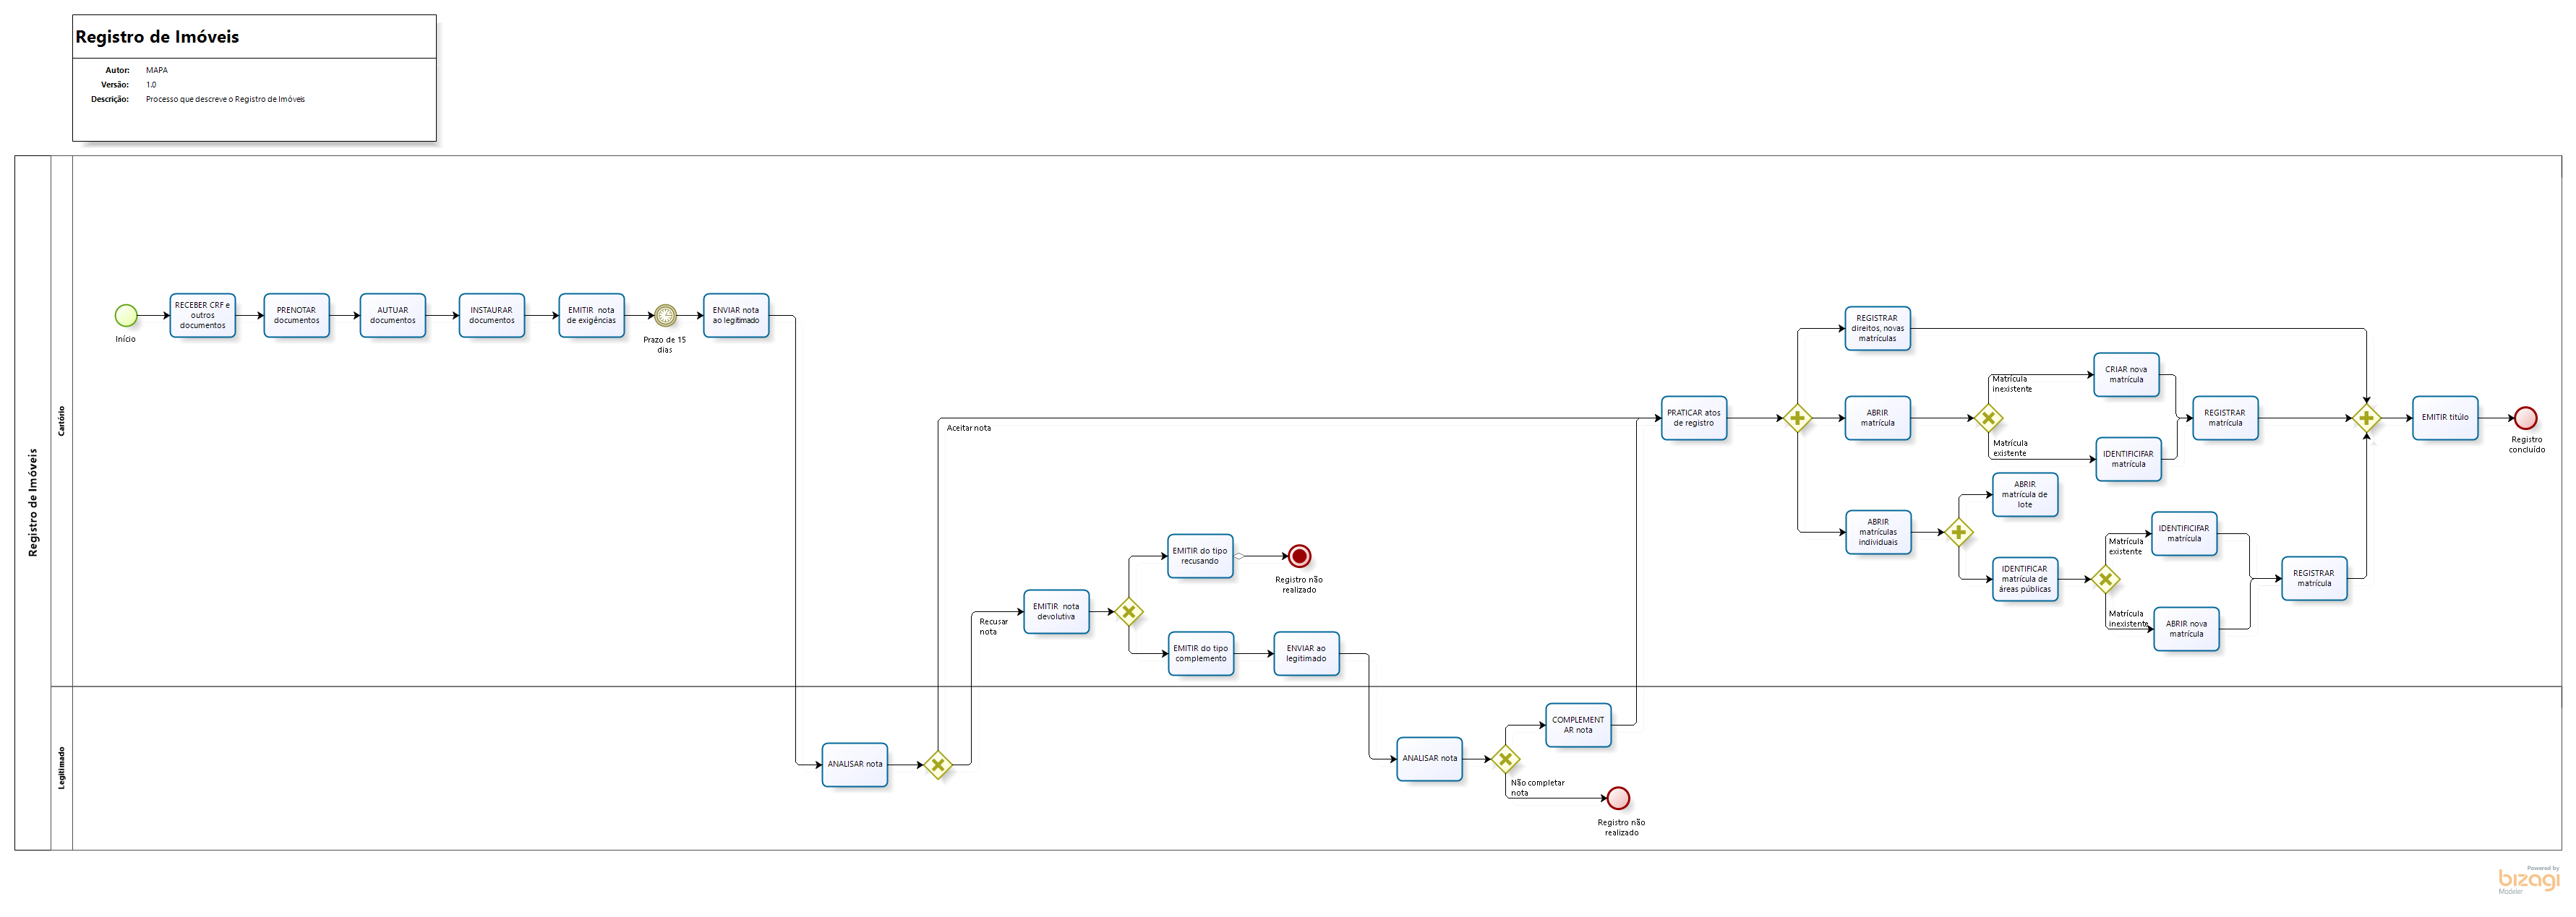 Registro de Imóveis
Autor: MAPA
Versão: 1.0
Descrição: Processo que descreve o Registro de Imóveis
Registro de Imóveis
Cartório
Início
RECEBER CRF e
outros
documentos
PRENOTAR
documentos
AUTUAR
documentos
INSTAURAR
documentos
EMITIR nota
de exigências
Prazo de 15
dias
ENVIAR nota
ao legitimado
Aceitar nota
Recusar
nota
EMITIR nota
devolutiva
EMITIR do tipo
recusando
Registro não
realizado
EMITIR do tipo
complemento
ENVIAR ao
legitimado
PRATICAR atos
de registro
REGISTRAR
direitos, novas
matrículas
ABRIR
matrícula
Matrícula
inexistente
CRIAR nova
matrícula
Matrícula
existente
IDENTIFICIFAR
matrícula
REGISTRAR
matrícula
ABRIR
matrículas
individuais
ABRIR
matrícula de
lote
IDENTIFICAR
matrícula de
áreas públicas
Matrícula
existente
IDENTIFICIFAR
matrícula
Matrícula
inexistente
ABRIR nova
matrícula
REGISTRAR
matrícula
EMITIR titúlo
Registro
concluído
Legitimado
ANALISAR nota
ANALISAR nota
COMPLEMENT
AR nota
Não completar
nota
Registro não
realizado
Powered by
bizagi
Modeler